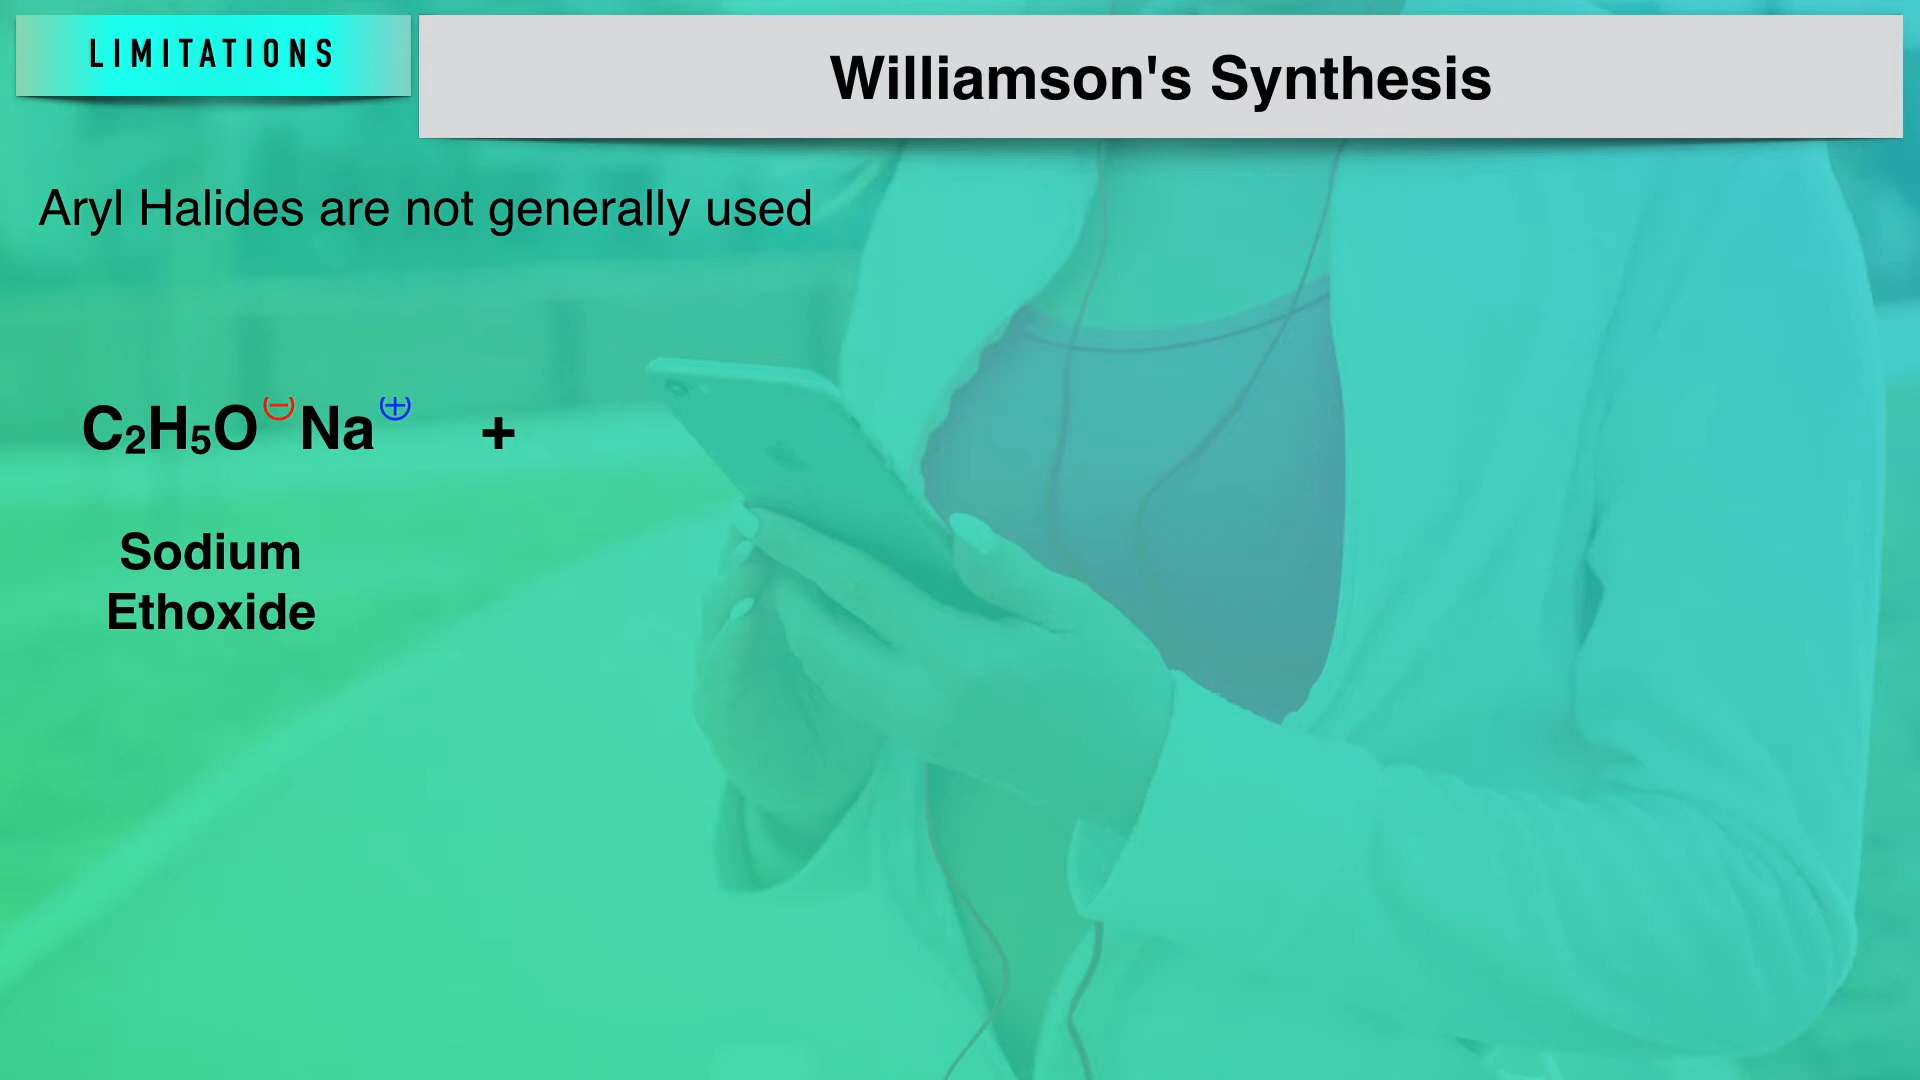 LIMITATIONS
Williamson's Synthesis
Aryl Halides are not generally used
C₂H₅O⊖Na⊕ +
Sodium
Ethoxide